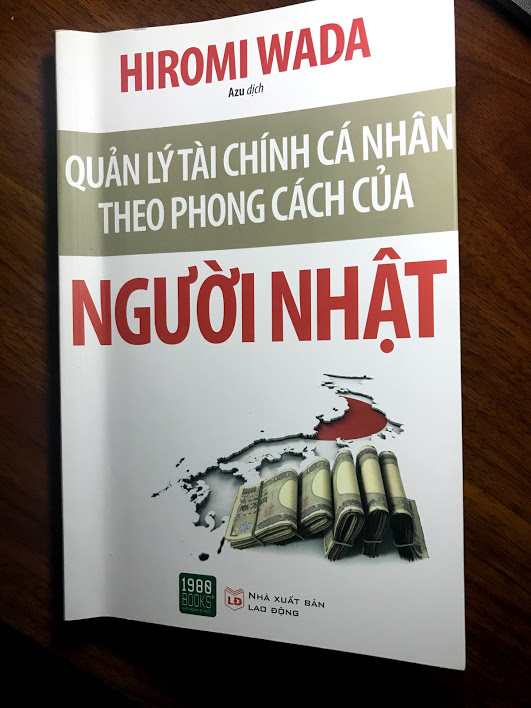 HIROMI WADA
Azu dịch
QUẢN LÝ TÀI CHÍNH CÁ NHÂN
THEO PHONG CÁCH CỦA
NGƯỜI NHẬT
1980
BOOKS
NHÀ XUẤT BẢN
LAO ĐỘNG